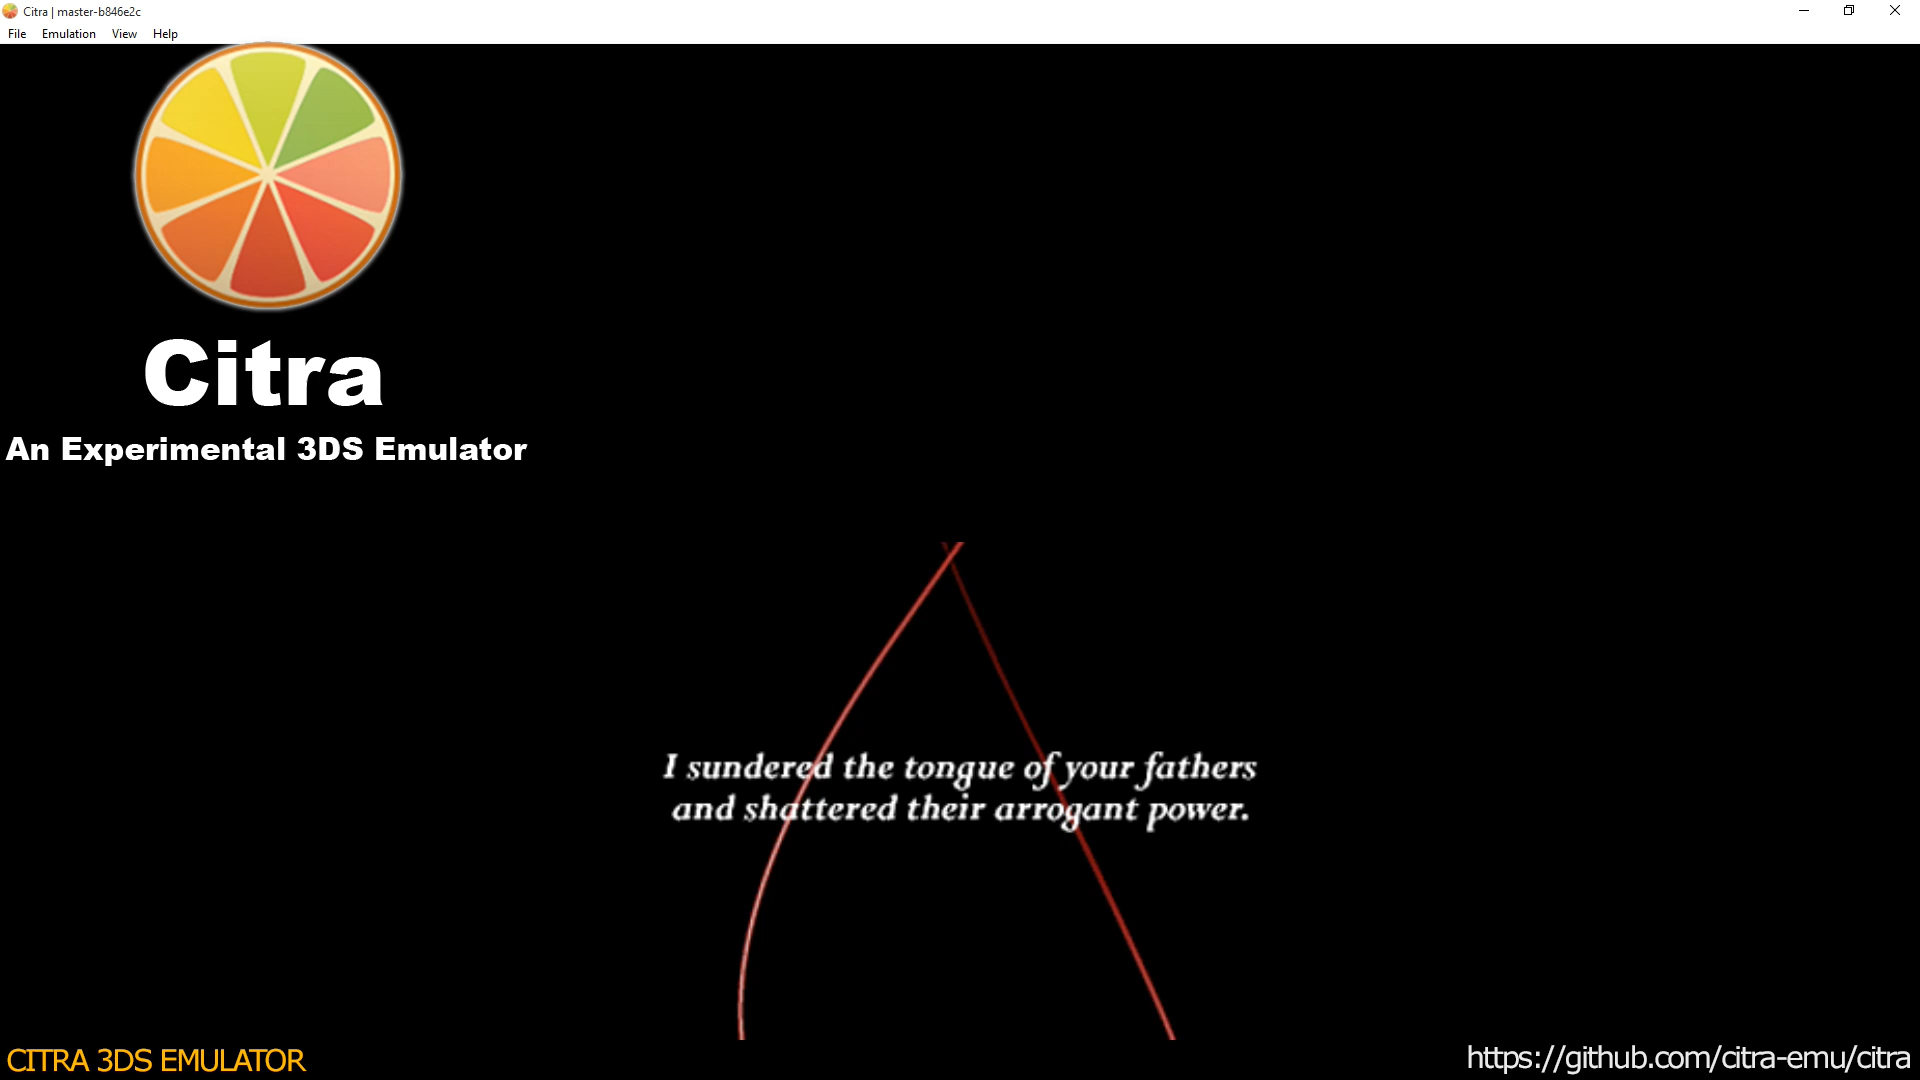 Citra | master-b846e2c
File Emulation View Help
Citra
An Experimental 3DS Emulator
I sundered the tongue of your fathers
and shattered their arrogant power.
CITRA 3DS EMULATOR
https://github.com/citra-emu/citra